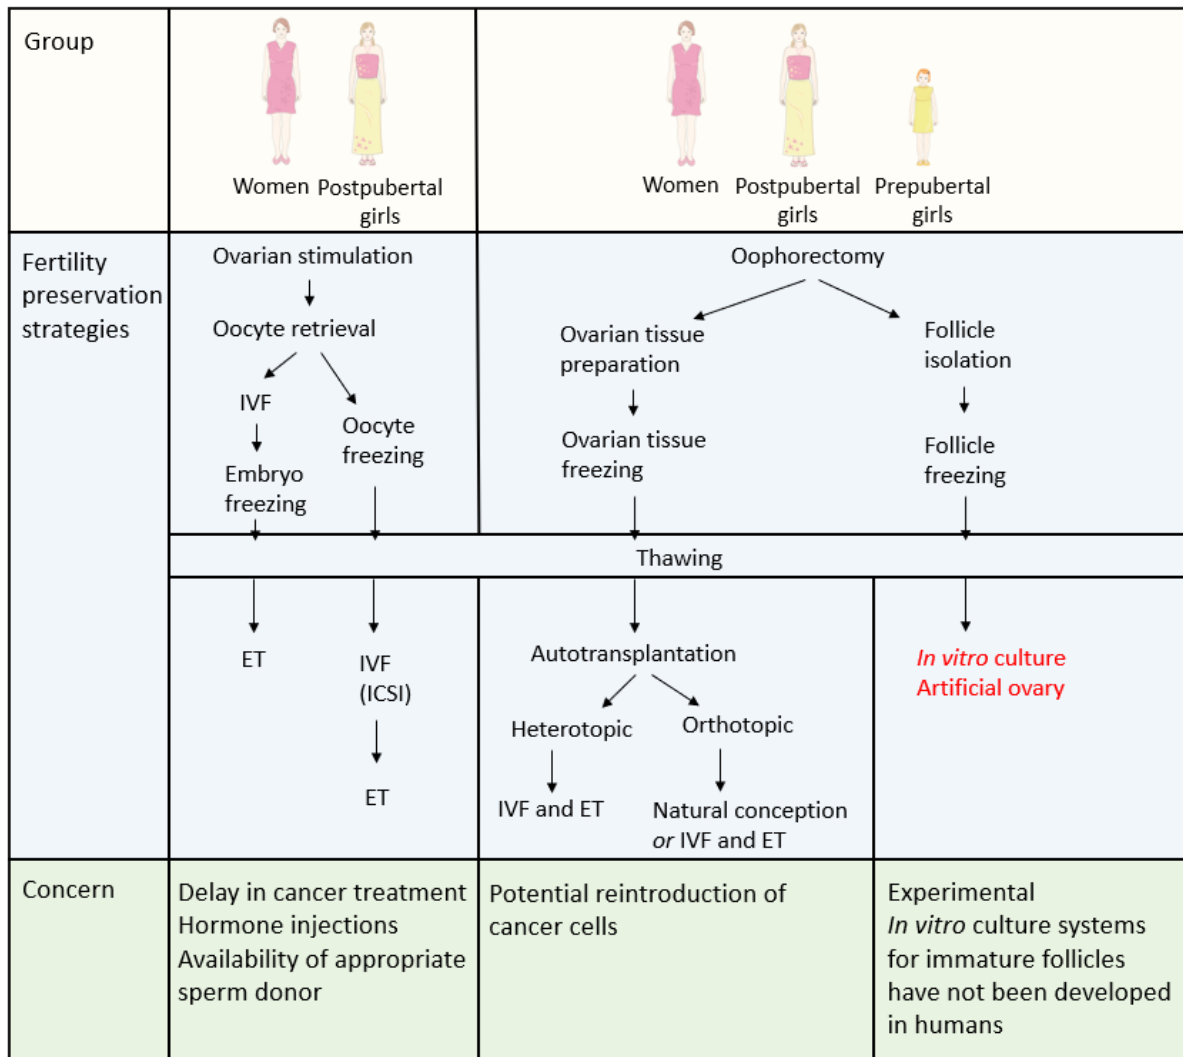 Group
Women
Postpubertal
girls
Women
Postpubertal
girls
Prepubertal
girls
Fertility
preservation
strategies
Ovarian stimulation
Oocyte retrieval
IVF
Embryo
freezing
Oocyte
freezing
Oophorectomy
Ovarian tissue
preparation
Ovarian tissue
freezing
Follicle
isolation
Follicle
freezing
Thawing
ET
IVF
(ICSI)
ET
Autotransplantation
Heterotopic
IVF and ET
Orthotopic
Natural conception
or IVF and ET
In vitro culture
Artificial ovary
Concern
Delay in cancer treatment
Hormone injections
Availability of appropriate
sperm donor
Potential reintroduction of
cancer cells
Experimental
In vitro culture systems
for immature follicles
have not been developed
in humans